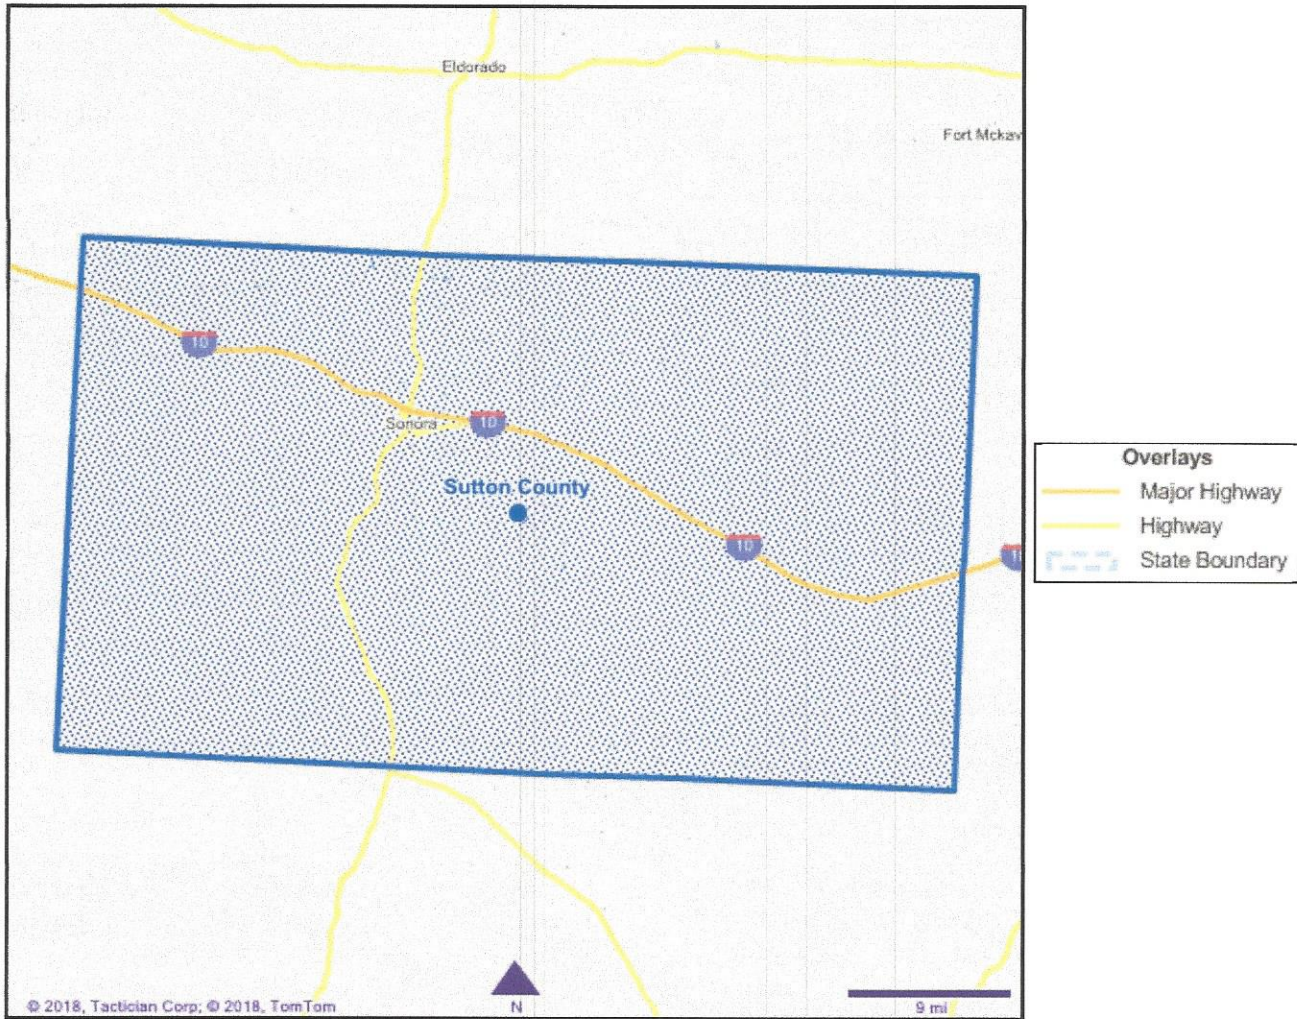 Eldorado
Fort Mckav
10
Sonora
10
Sutton County
10
1
Overlays
Major Highway
Highway
State Boundary
© 2018, Tactician Corp; © 2018, TomTom
N
9 mi